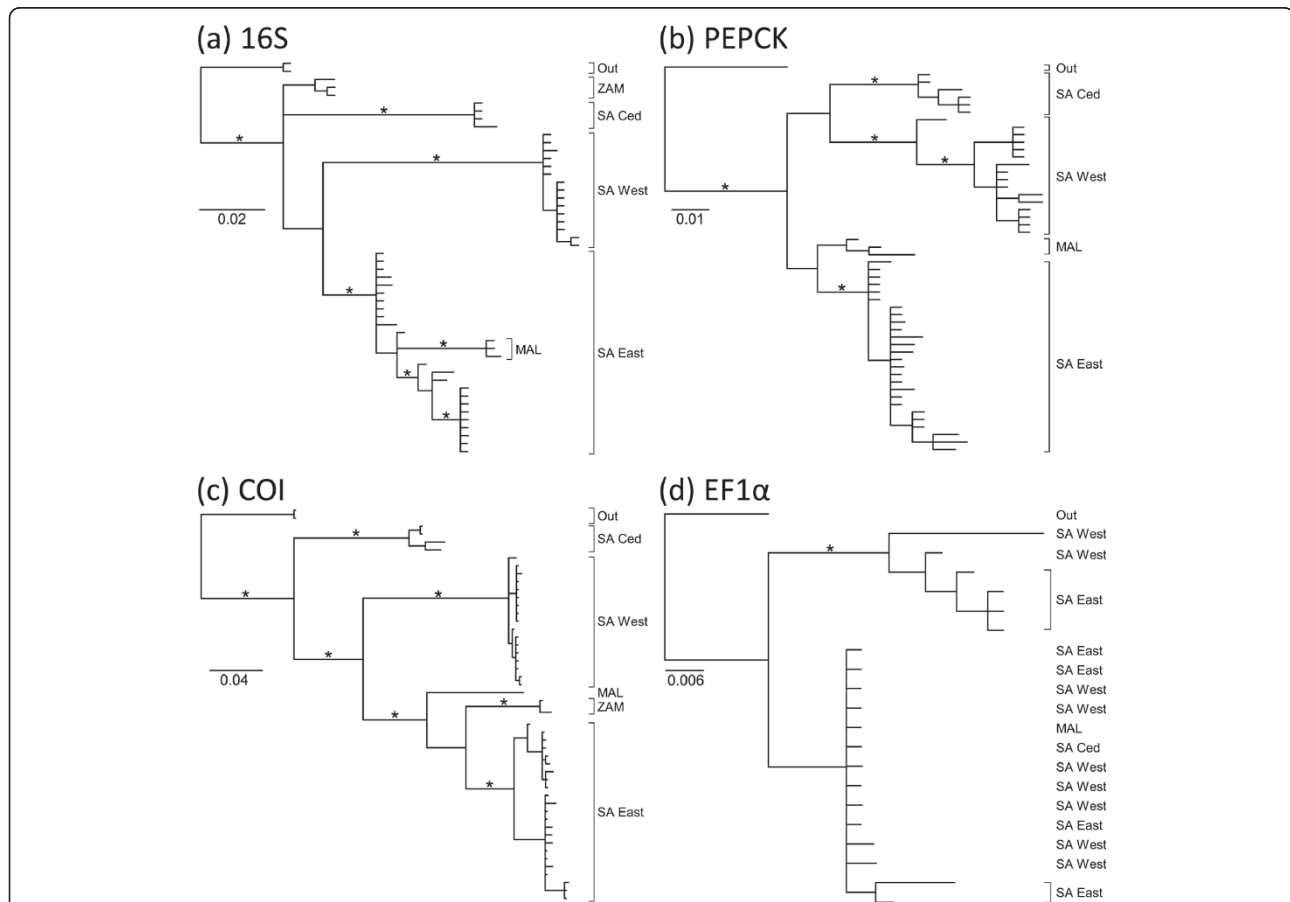 (a) 16S
Out
ZAM
*
SA Ced
*
*
SA West
0.02
*
*
MAL
SA East
*
*
(b) PEPCK
Out
*
SA Ced
*
*
SA West
*
0.01
MAL
*
SA East
(c) COI
Out
*
SA Ced
*
*
SA West
*
0.04
MAL
*
ZAM
*
*
SA East
(d) EF1α
Out
SA West
*
SA West
SA East
0.006
SA East
SA East
SA West
SA West
MAL
SA Ced
SA West
SA West
SA West
SA East
SA West
SA West
SA East